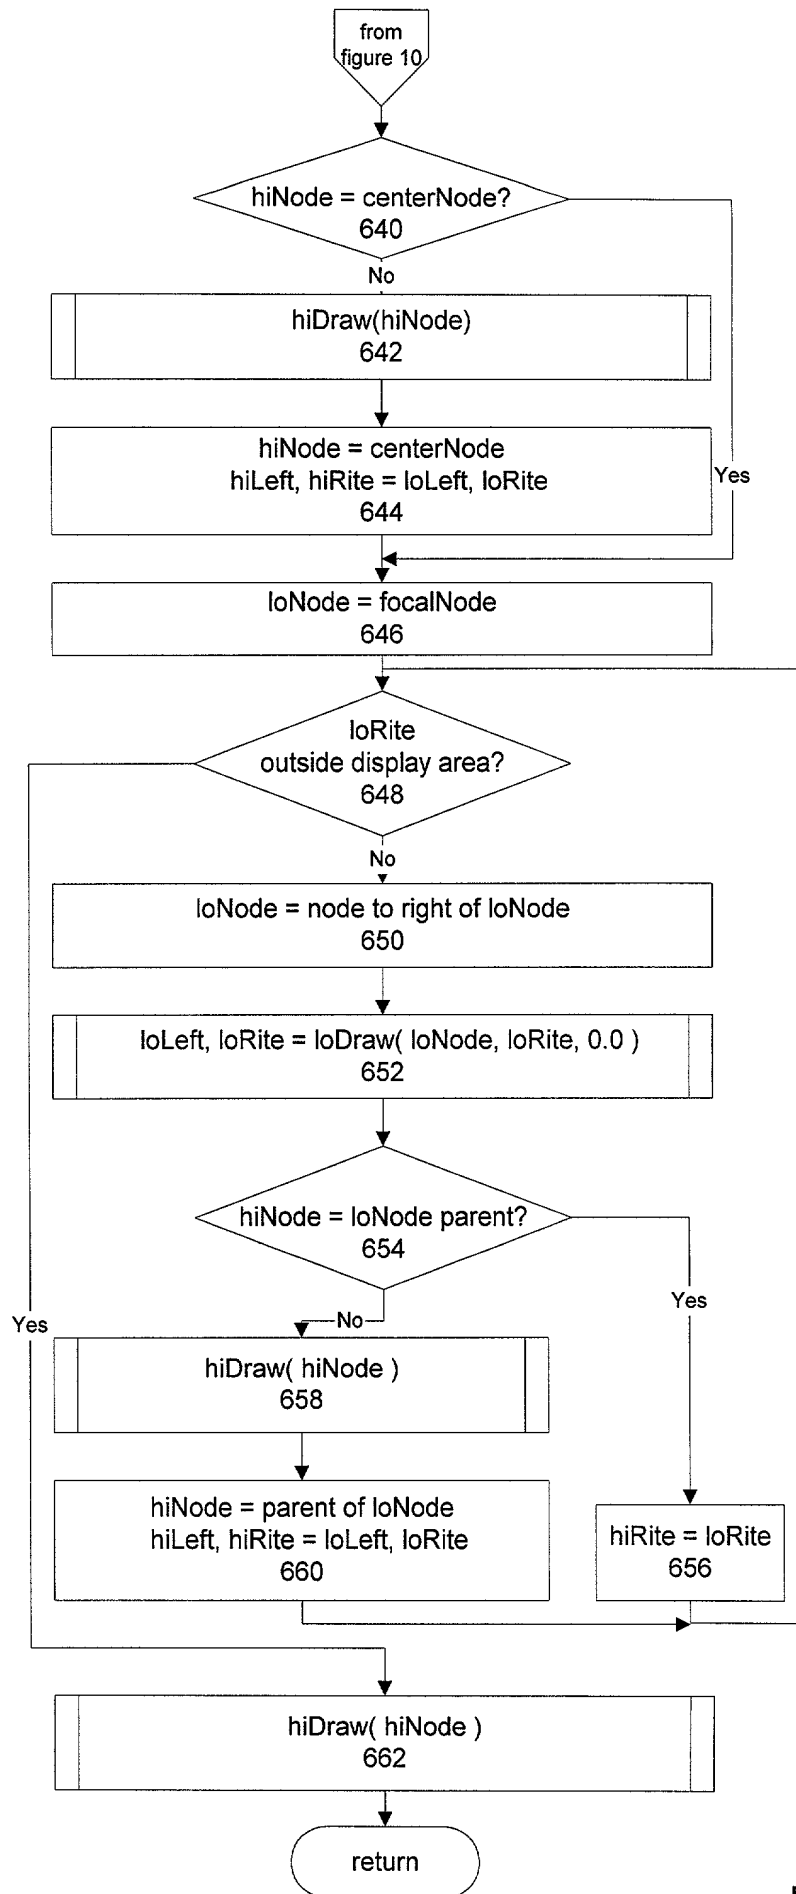 from
figure 10
hiNode = centerNode?
640
No
hiDraw(hiNode)
642
hiNode = centerNode
hiLeft, hiRite = loLeft, loRite
644
Yes
loNode = focalNode
646
loRite
outside display area?
648
No
loNode = node to right of loNode
650
loLeft, loRite = loDraw( loNode, loRite, 0.0 )
652
hiNode = loNode parent?
654
Yes
No
Yes
hiDraw( hiNode )
658
hiNode = parent of loNode
hiLeft, hiRite = loLeft, loRite
660
hiRite = loRite
656
hiDraw( hiNode )
662
return